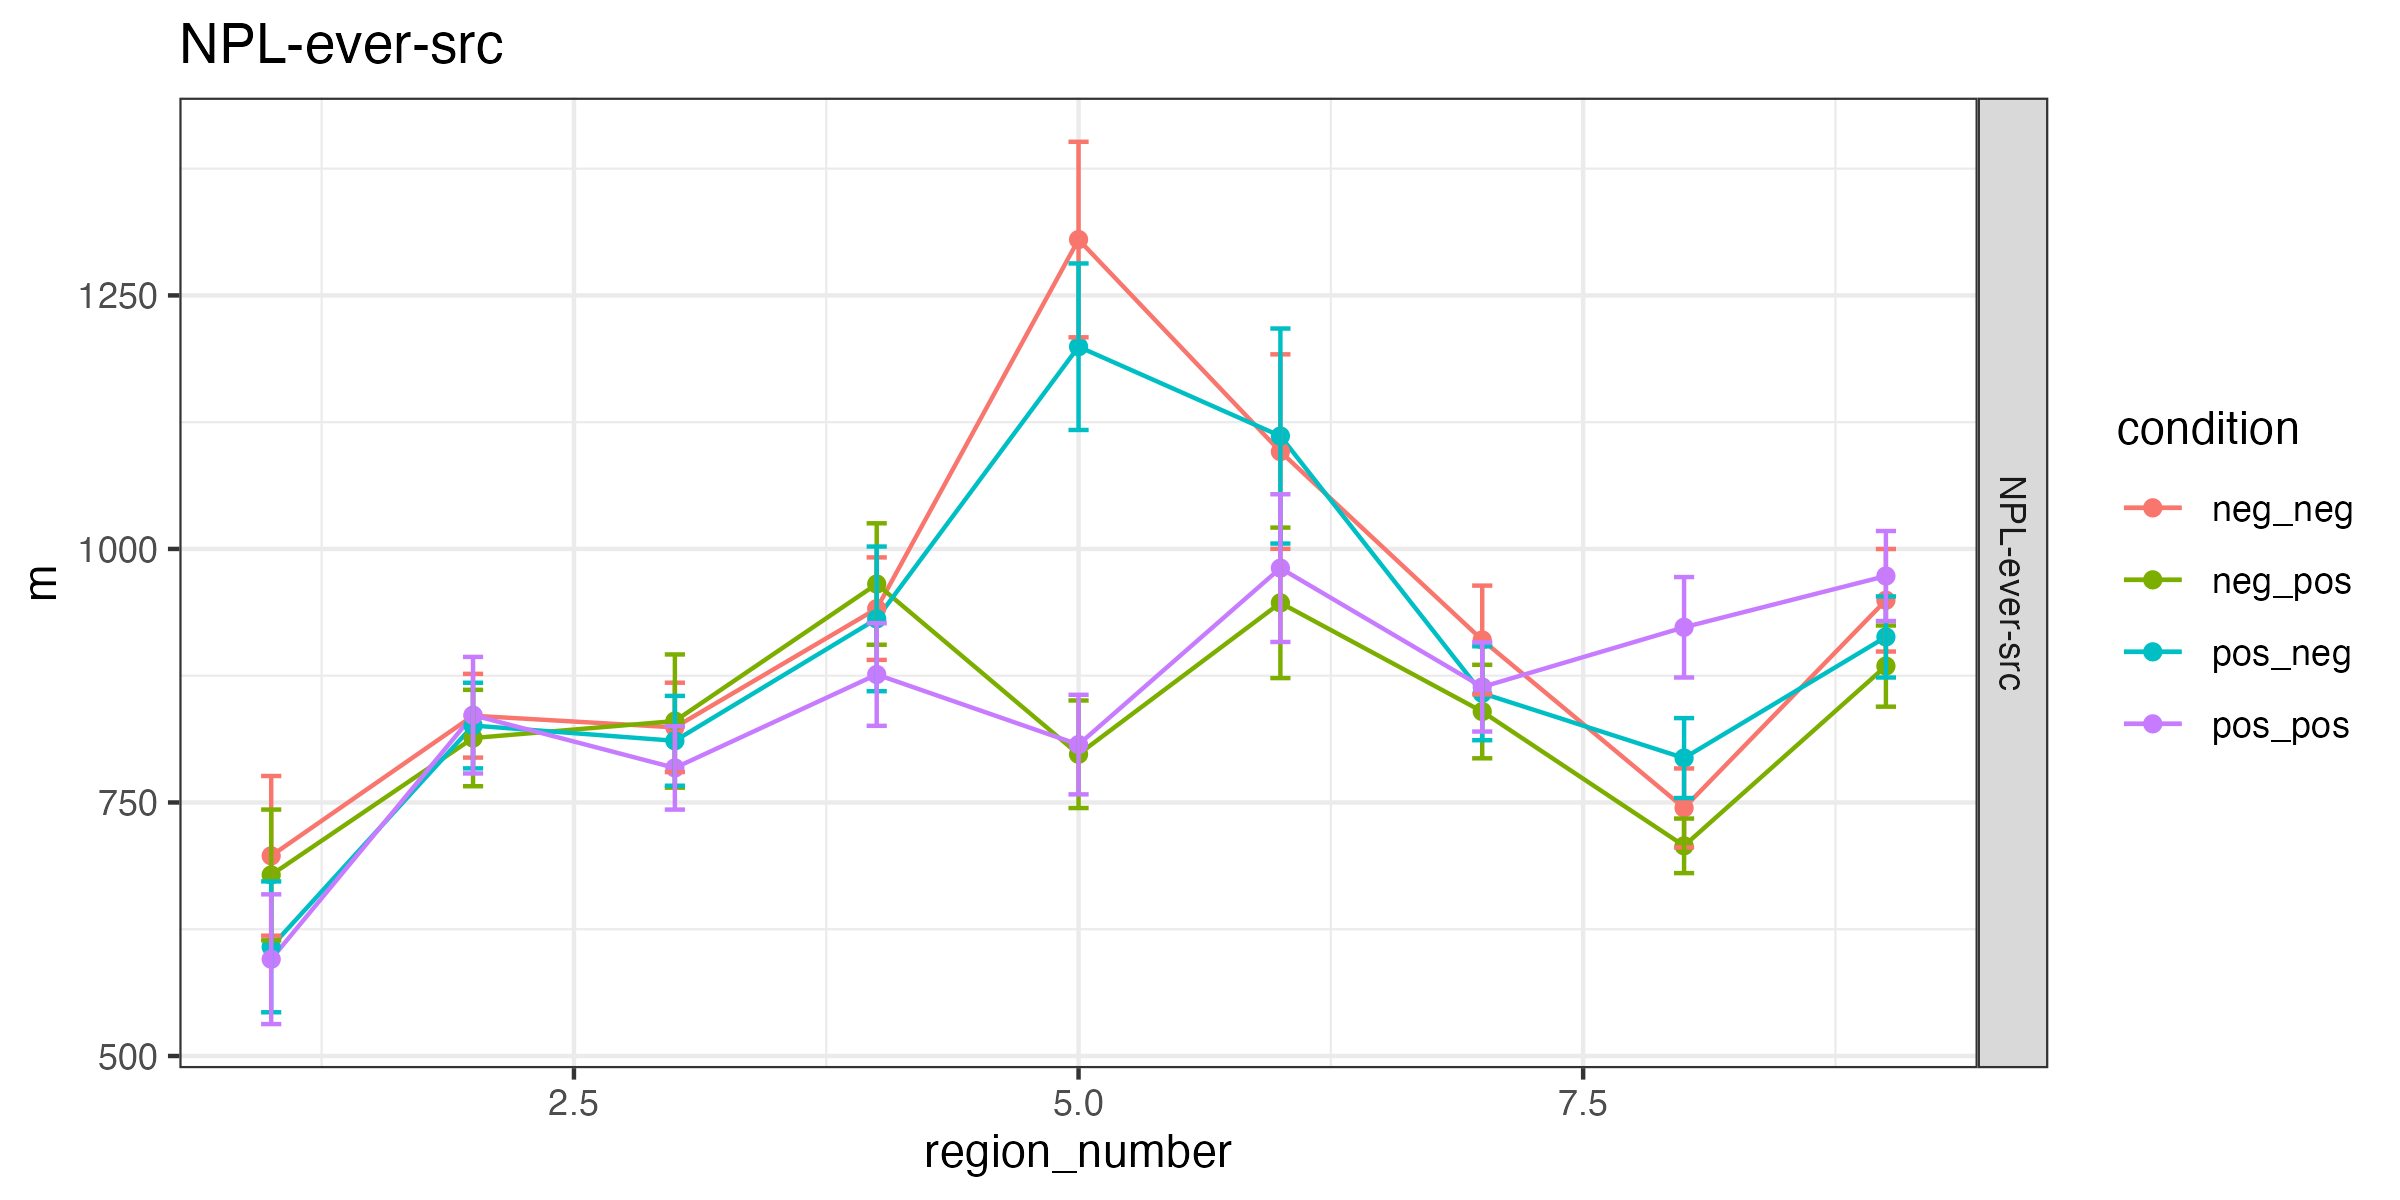 NPL-ever-src
1250
1000
750
500
m
2.5
5.0
7.5
region_number
NPL-ever-src
condition
neg_neg
neg_pos
pos_neg
pos_pos